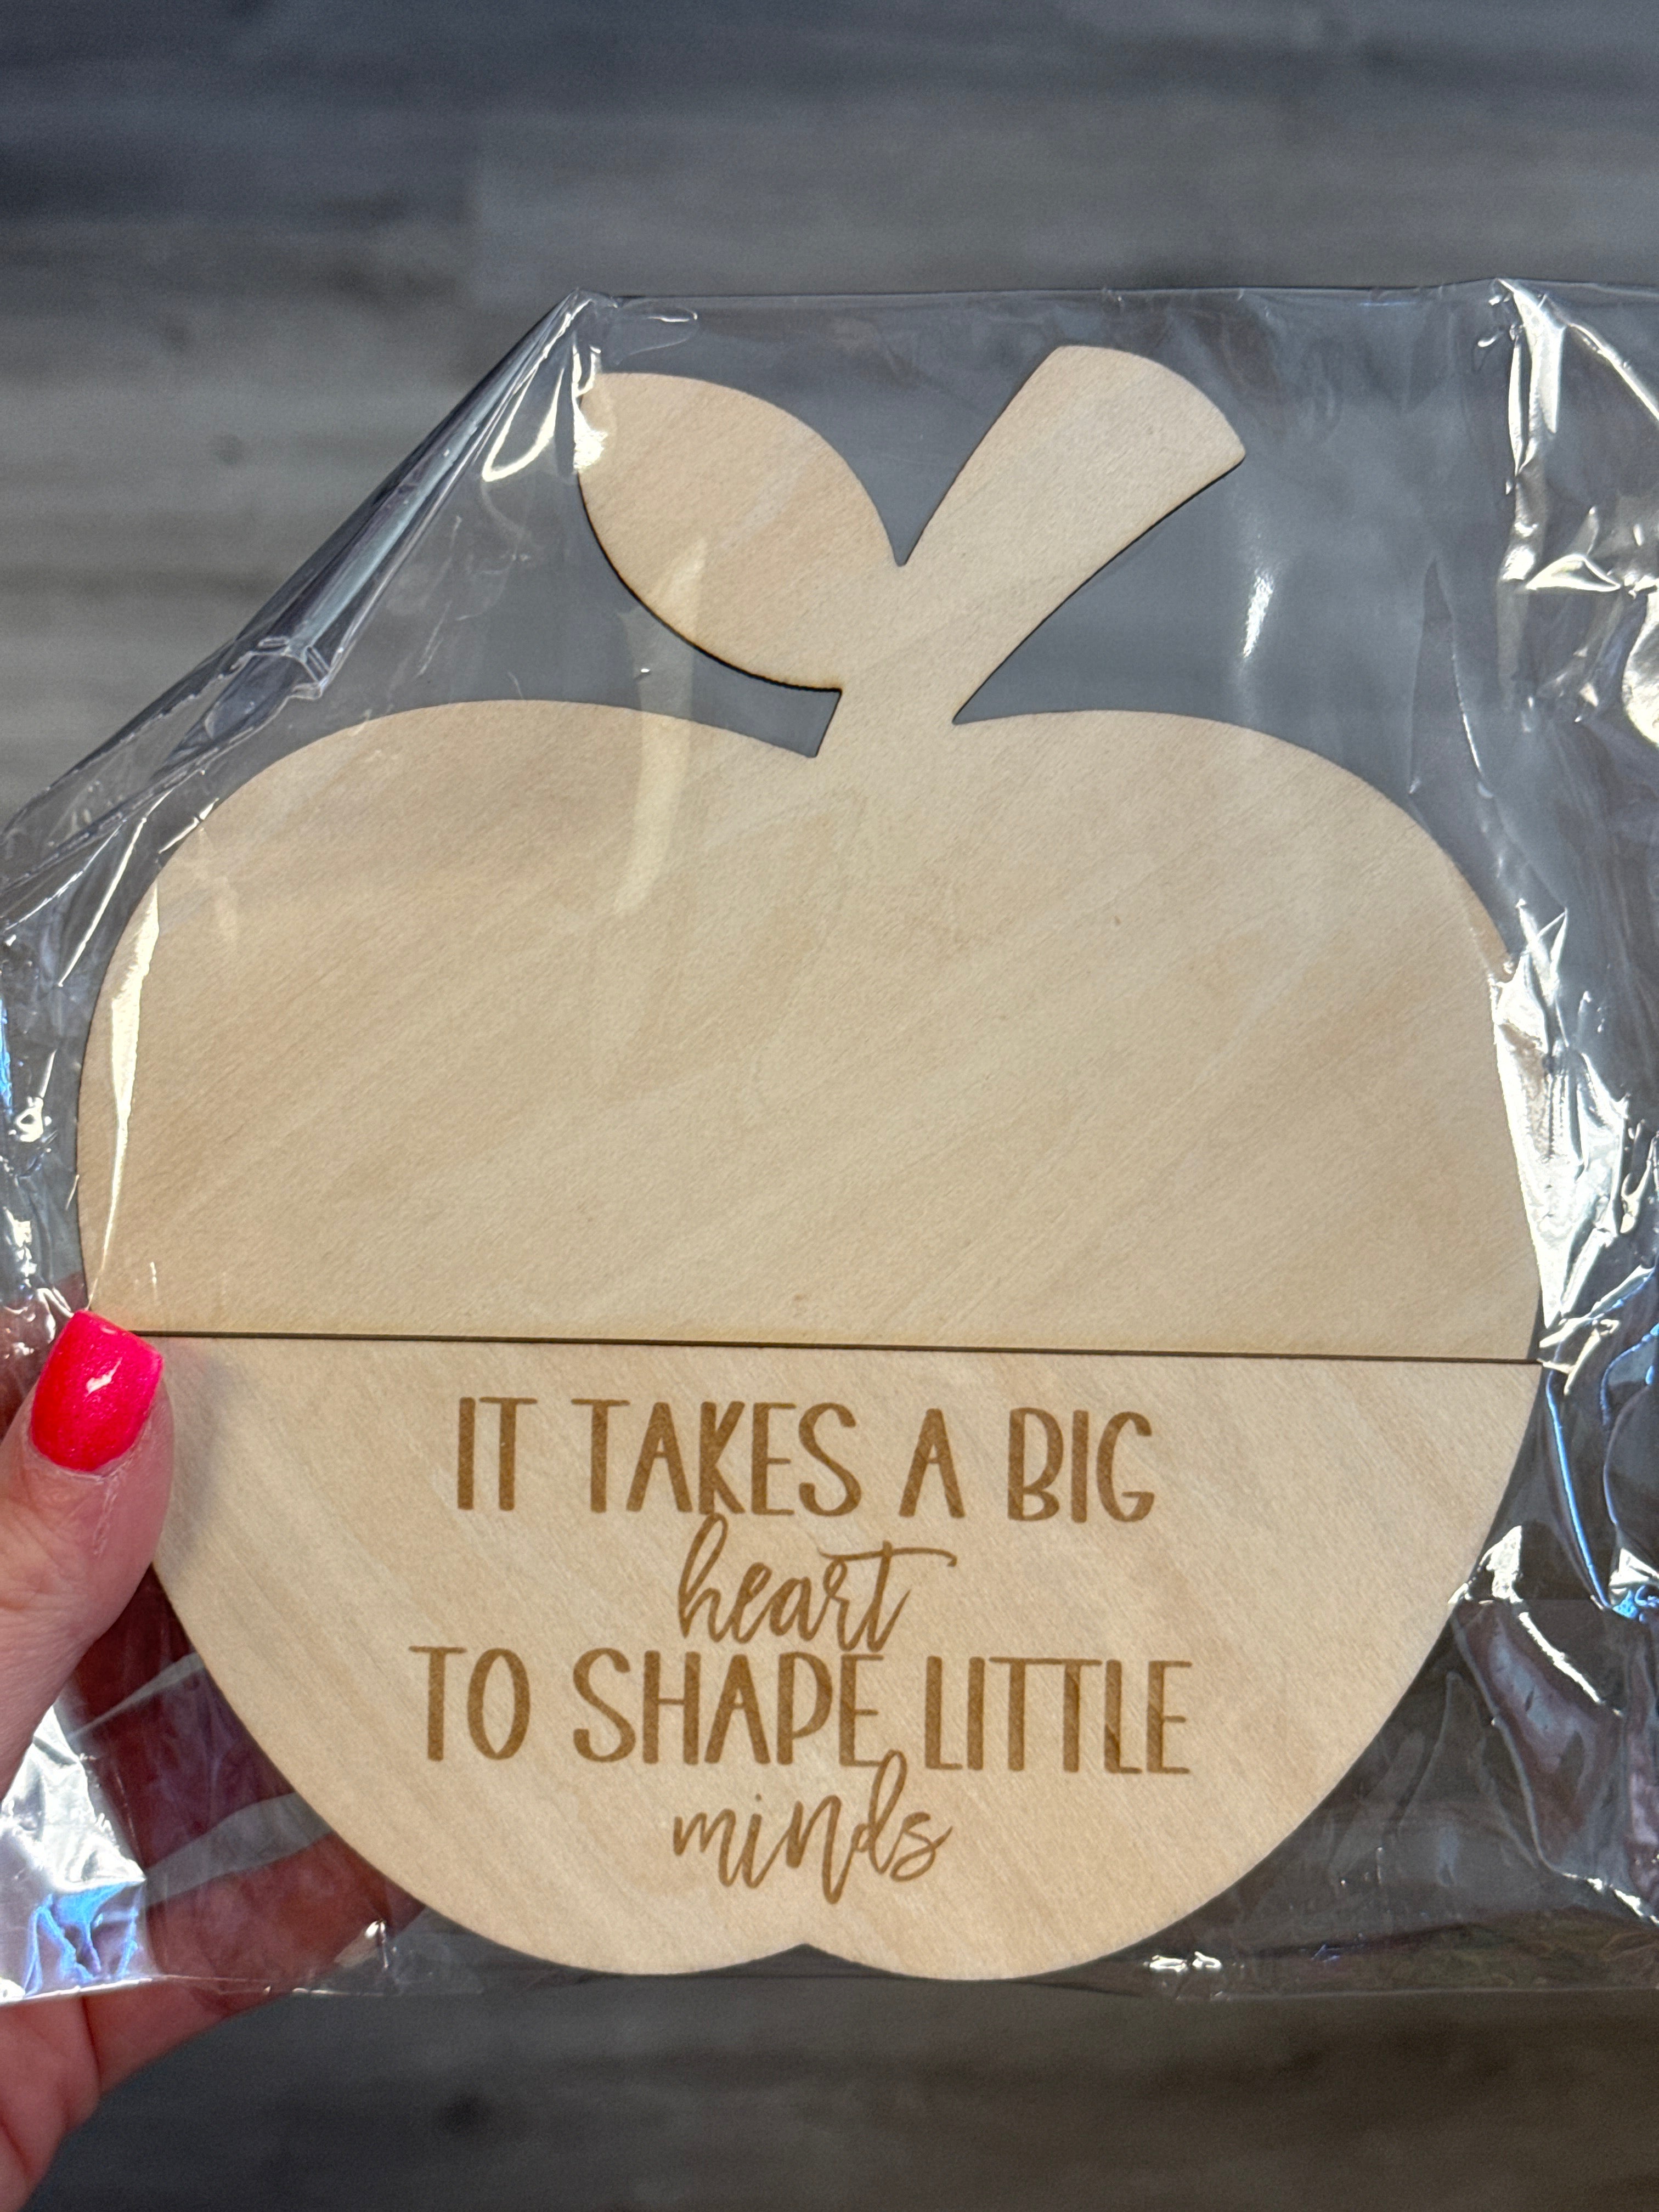 IT TAKES A BIG
heart
TO SHAPE LITTLE
minds